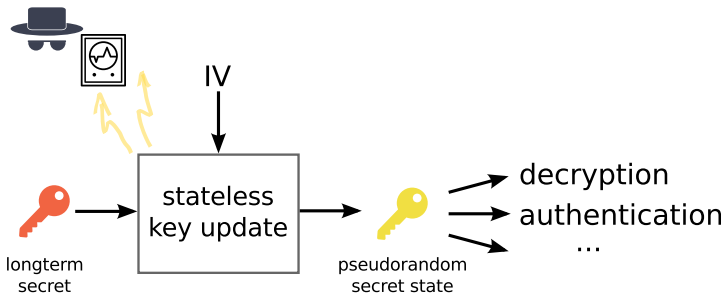 IV
stateless
key update
longterm
secret
pseudorandom
secret state
decryption
authentication
...